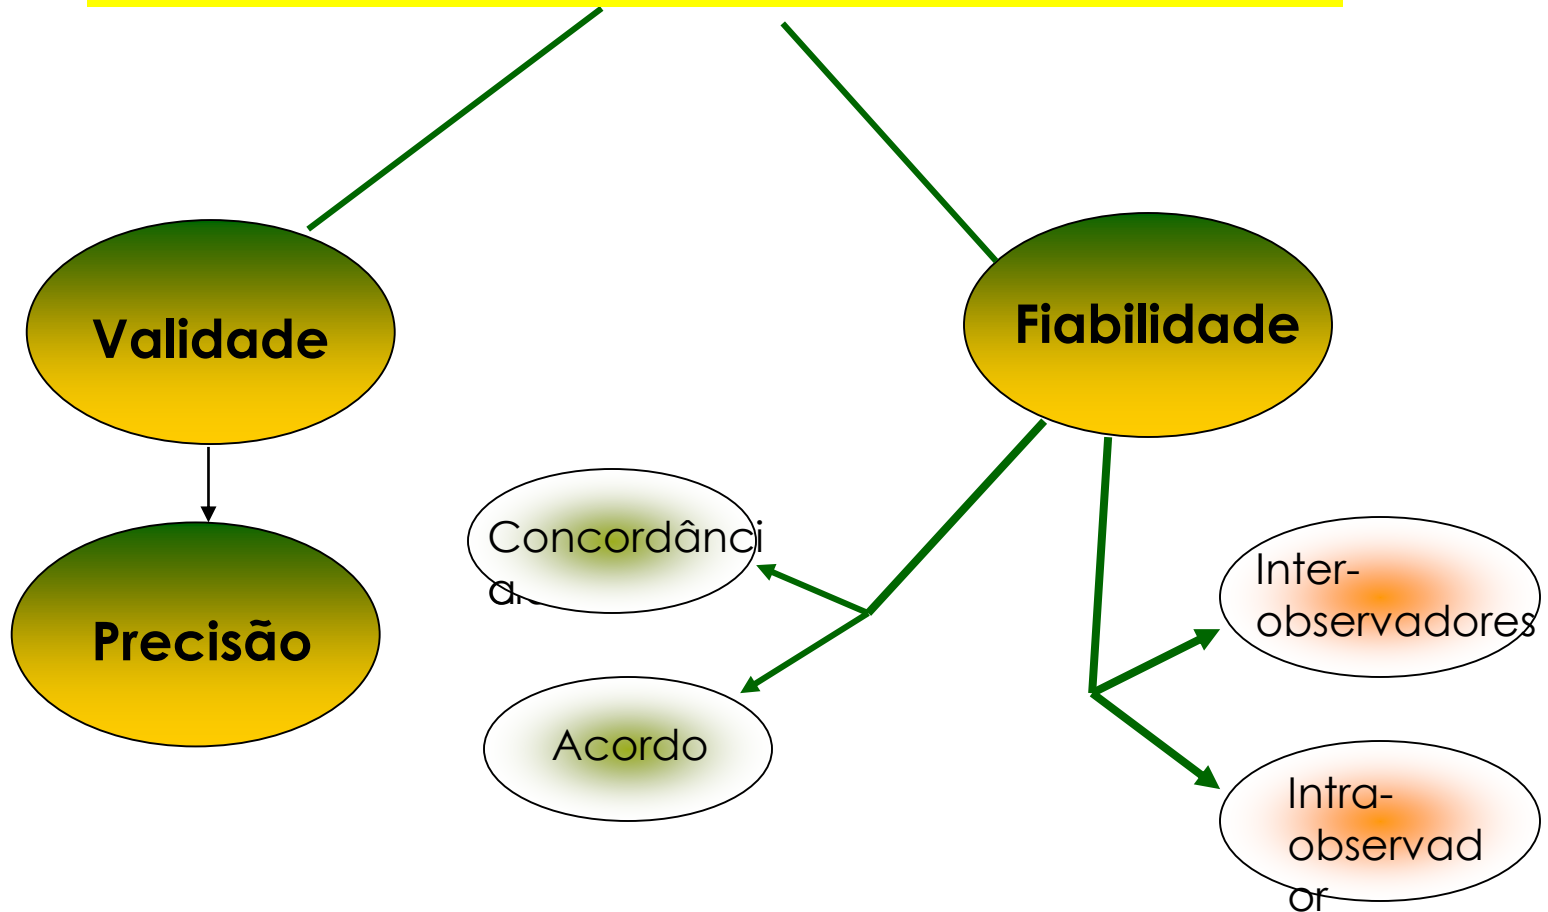 Fiabilidade
Validade
Concordânci
Inter-
observadores
Precisão
Acordo
Intra-
observad
or